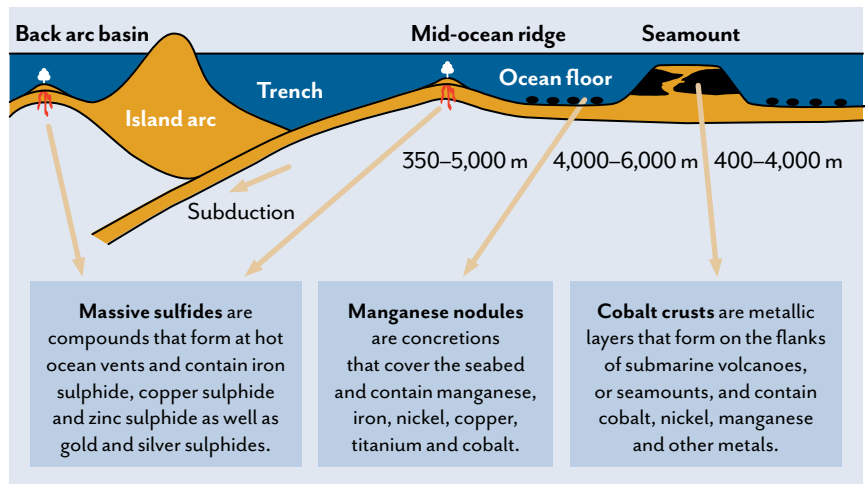 Back arc basin
Mid-ocean ridge
Seamount
Trench
Ocean floor
Island arc
350–5,000 m
4,000–6,000 m
400–4,000 m
Subduction
Massive sulfides are
compounds that form at hot
ocean vents and contain iron
sulphide, copper sulphide
and zinc sulphide as well as
gold and silver sulphides.
Manganese nodules
are concretions
that cover the seabed
and contain manganese,
iron, nickel, copper,
titanium and cobalt.
Cobalt crusts are metallic
layers that form on the flanks
of submarine volcanoes,
or seamounts, and contain
cobalt, nickel, manganese
and other metals.